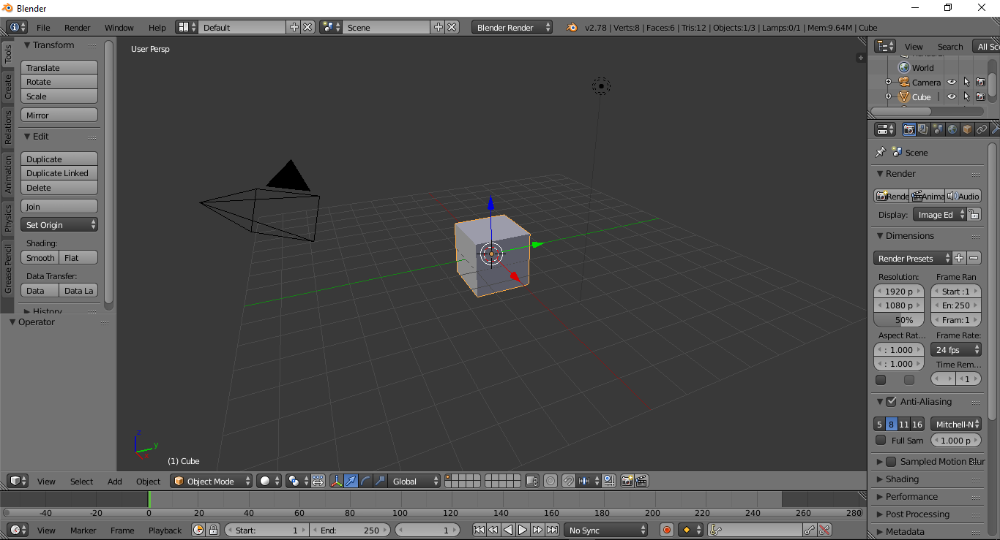 Blender
File Render Window Help Default Scene Blender Render v2.78 | Verts:8 | Faces:6 | Tris:12 | Objects:1/3 | Lamps:0/1 | Mem:9.64M | Cube
Tools
Create
Relations
Animation
Physics
Grease Pencil
Transform
Translate
Rotate
Scale
Mirror
Edit
Duplicate
Duplicate Linked
Delete
Join
Set Origin
Shading:
Smooth Flat
Data Transfer:
Data Data La
History
Operator
User Persp
z
y
x
(1) Cube
View Select Add Object Object Mode Global
-40 -20 0 20 40 60 80 100 120 140 160 180 200 220 240 260 280
View Marker Frame Playback Start: 1 End: 250 1 No Sync
View Search All Sc
World
Camera
Cube
Scene
Render
Rende Anima Audio
Display: Image Ed
Dimensions
Render Presets
Resolution: Frame Ran
1920 p Start :1
1080 p En: 250
50% Fram: 1
Aspect Rat... Frame Rate:
: 1.000 24 fps
: 1.000 Time Rem...
1
Anti-Aliasing
5 8 11 16 Mitchell-N
Full Sam 1.000 p
Sampled Motion Blur
Shading
Performance
Post Processing
Metadata